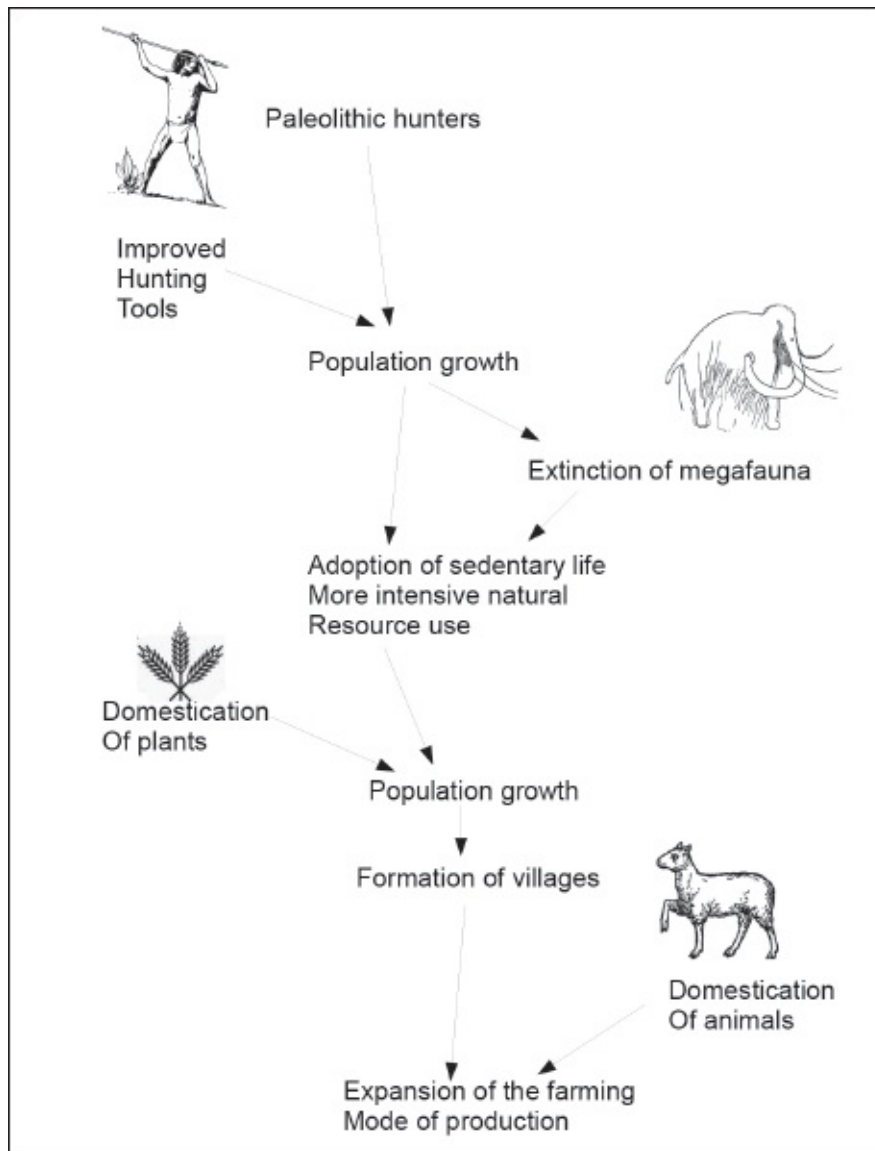 Paleolithic hunters
Improved
Hunting
Tools
Population growth
Extinction of megafauna
Adoption of sedentary life
More intensive natural
Resource use
Domestication
Of plants
Population growth
Formation of villages
Domestication
Of animals
Expansion of the farming
Mode of production